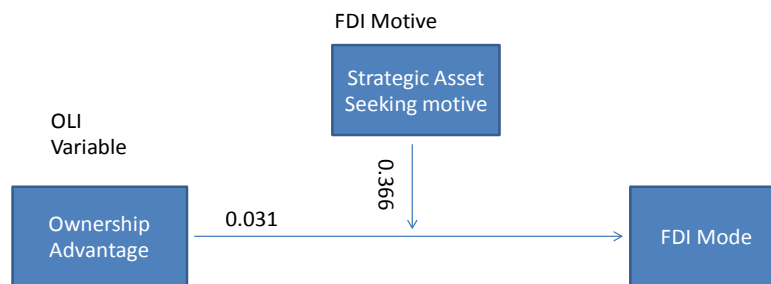 FDI Motive
Strategic Asset
Seeking motive
OLI
Variable
0.366
Ownership
Advantage
0.031
FDI Mode